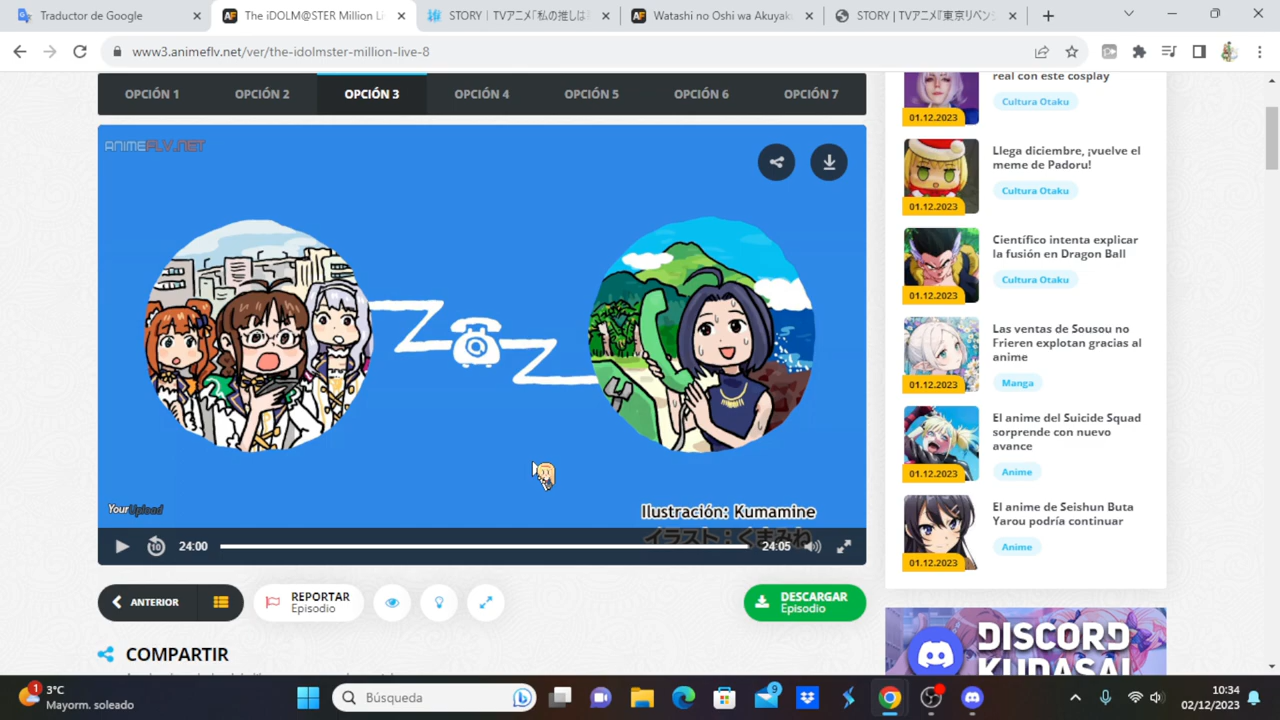 Traductor de Google
The iDOLM@STER Million Li
STORY | TVアニメ「私の推しは
Watashi no Oshi wa Akuyaku
STORY | TVアニメ『東京リベン
www3.animeflv.net/ver/the-idolmster-million-live-8
OPCIÓN 1
OPCIÓN 2
OPCIÓN 3
OPCIÓN 4
OPCIÓN 5
OPCIÓN 6
OPCIÓN 7
ANIMEFLV.NET
Ilustración: Kumamine
イラスト：くまみね
YourUpload
10
24:00
24:05
ANTERIOR
REPORTAR
Episodio
DESCARGAR
Episodio
COMPARTIR
real con este cosplay
Cultura Otaku
01.12.2023
Llega diciembre, ¡vuelve el
meme de Padoru!
Cultura Otaku
01.12.2023
Científico intenta explicar
la fusión en Dragon Ball
Cultura Otaku
01.12.2023
Las ventas de Sousou no
Frieren explotan gracias al
anime
Manga
01.12.2023
El anime del Suicide Squad
sorprende con nuevo
avance
Anime
01.12.2023
El anime de Seishun Buta
Yarou podría continuar
Anime
01.12.2023
DISCORD
KUDASAI
1
3°C
Mayorm. soleado
Búsqueda
9
10:34
02/12/2023